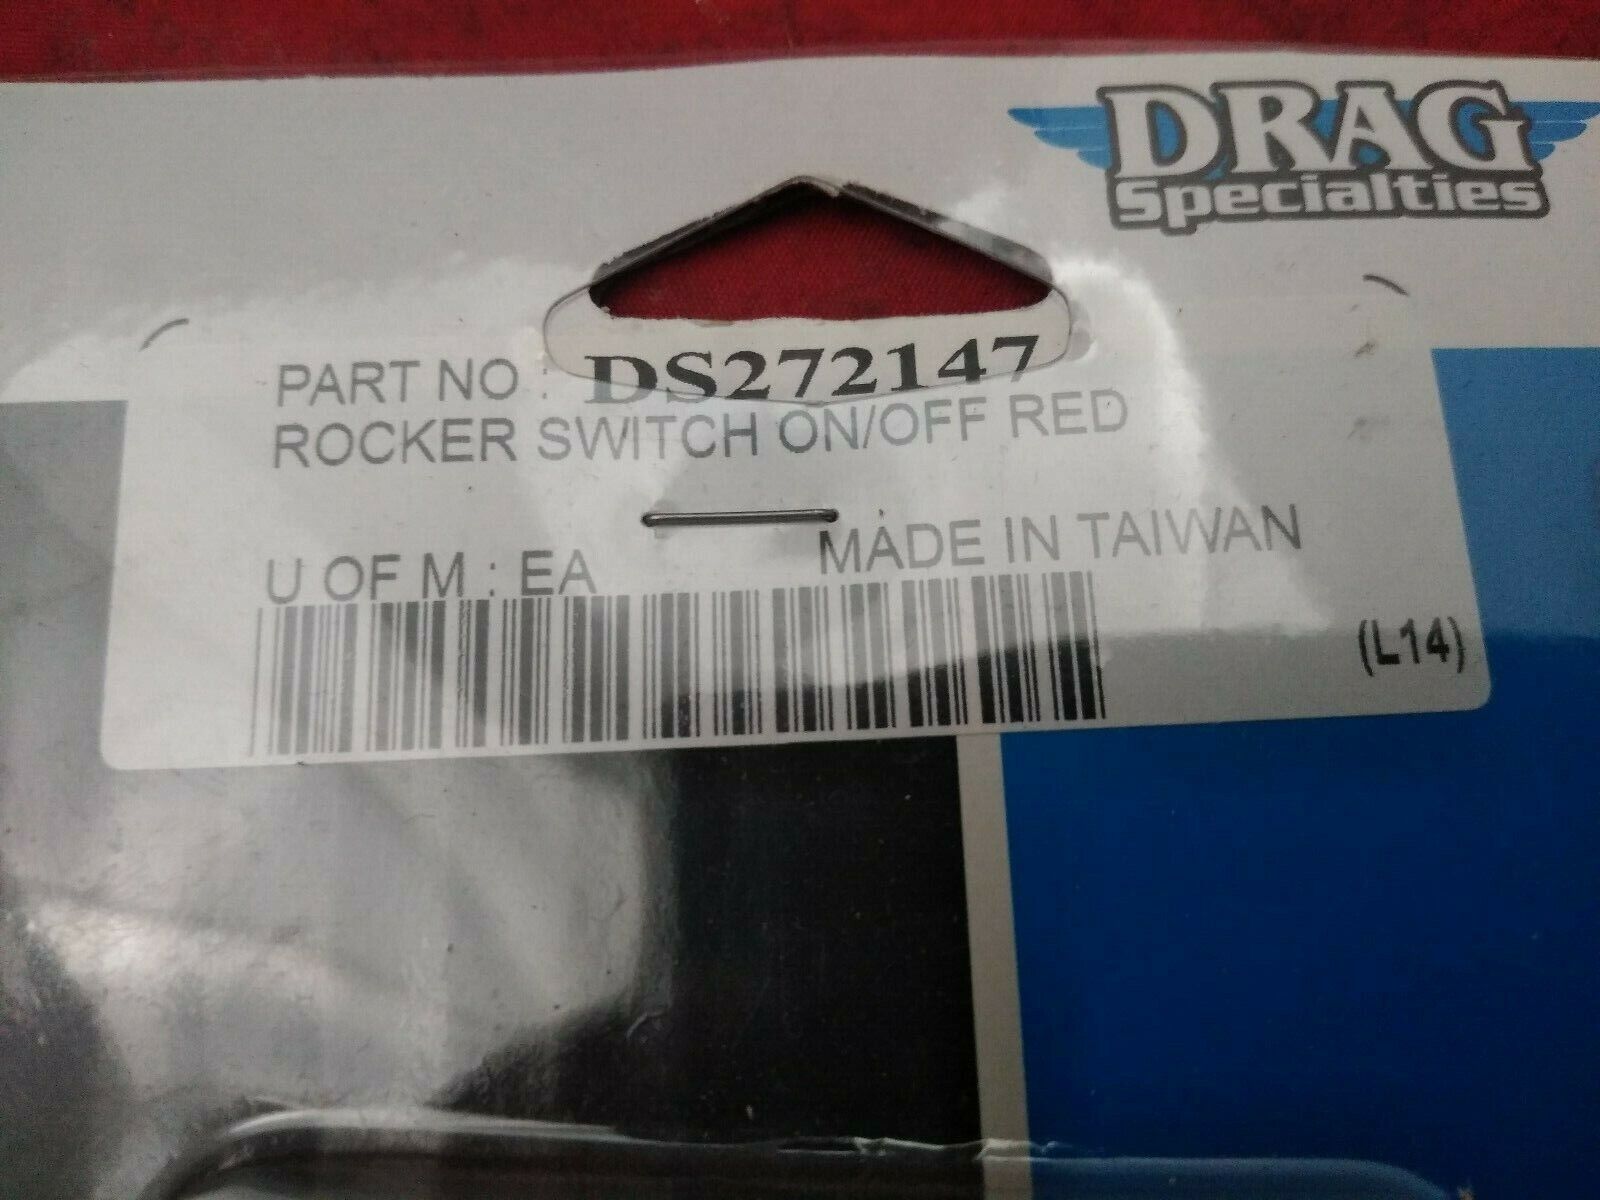 DRAG
Specialties
PART NO : DS272147
ROCKER SWITCH ON/OFF RED
U OF M : EA
MADE IN TAIWAN
(L14)